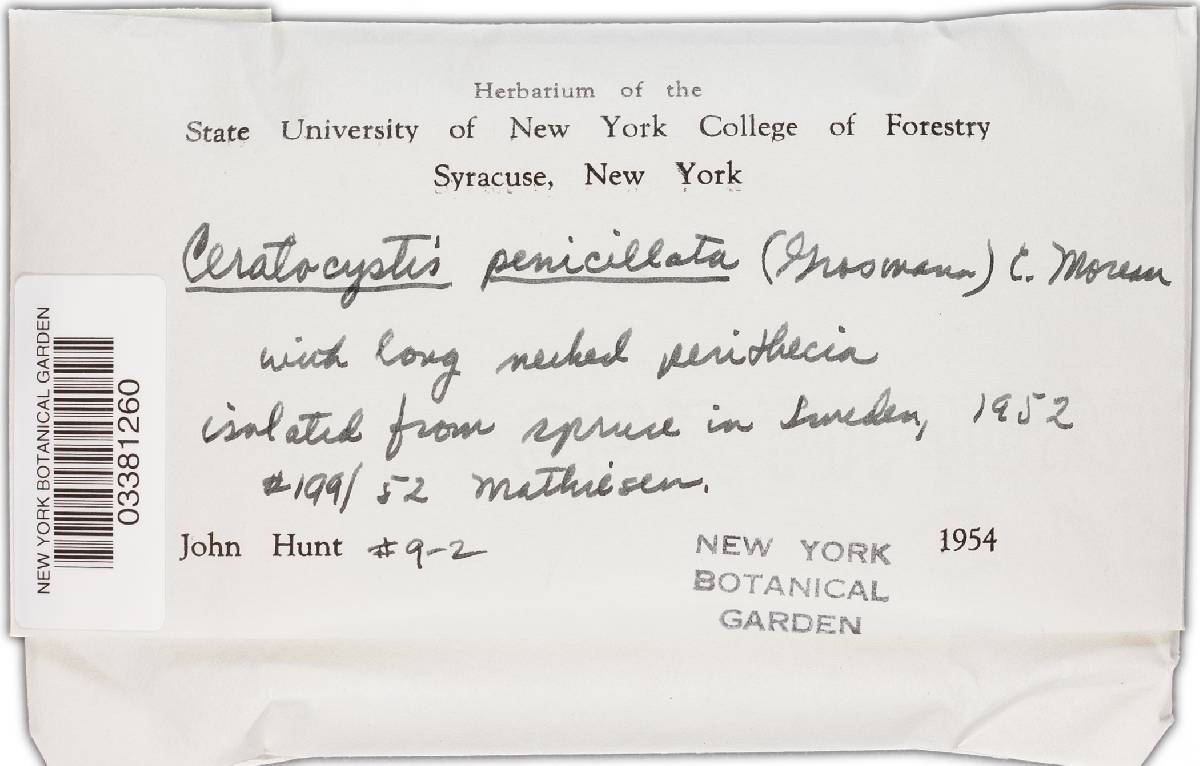 Herbarium of the
State University of New York College of Forestry
Syracuse, New York
Ceratocystis penicillata (Grosmann) C. Moreau
with long necked perithecia
isolated from spruce in Sweden, 1952
#199/52 Mathiesen.
John Hunt #9-2
1954
NEW YORK
BOTANICAL
GARDEN
NEW YORK BOTANICAL GARDEN
03381260